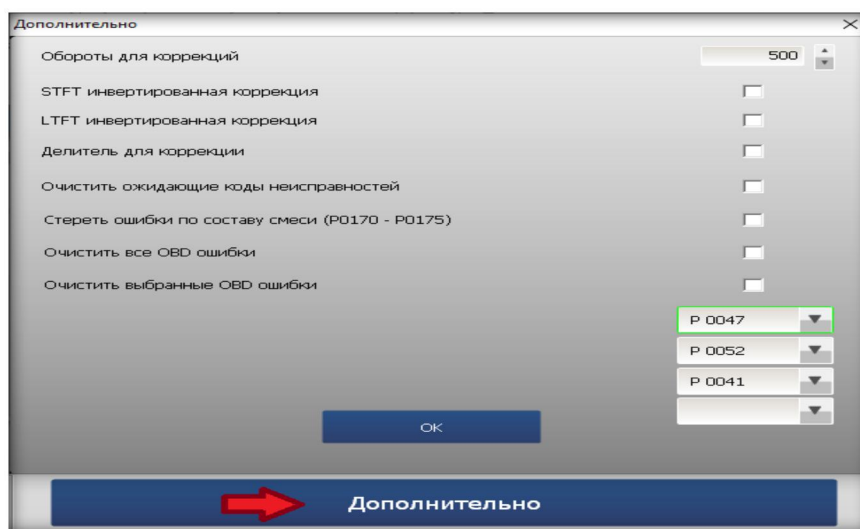 Дополнительно
Обороты для коррекций 500
STFT инвертированная коррекция
LTFT инвертированная коррекция
Делитель для коррекции
Очистить ожидающие коды неисправностей
Стереть ошибки по составу смеси (P0170 - P0175)
Очистить все OBD ошибки
Очистить выбранные OBD ошибки
P 0047
P 0052
P 0041
OK
Дополнительно